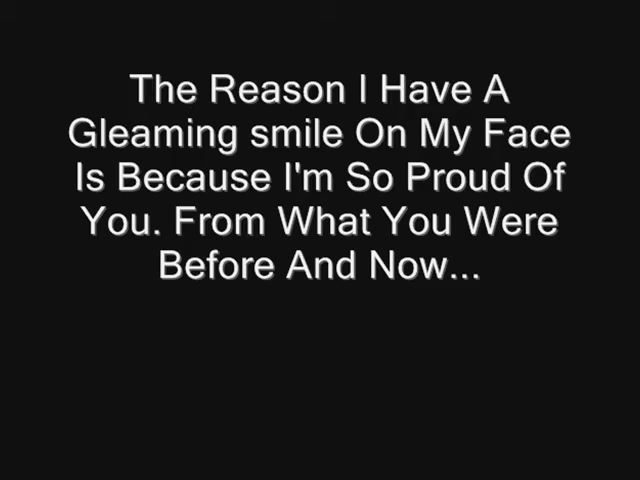 The Reason I Have A
Gleaming smile On My Face
Is Because I'm So Proud Of
You. From What You Were
Before And Now...